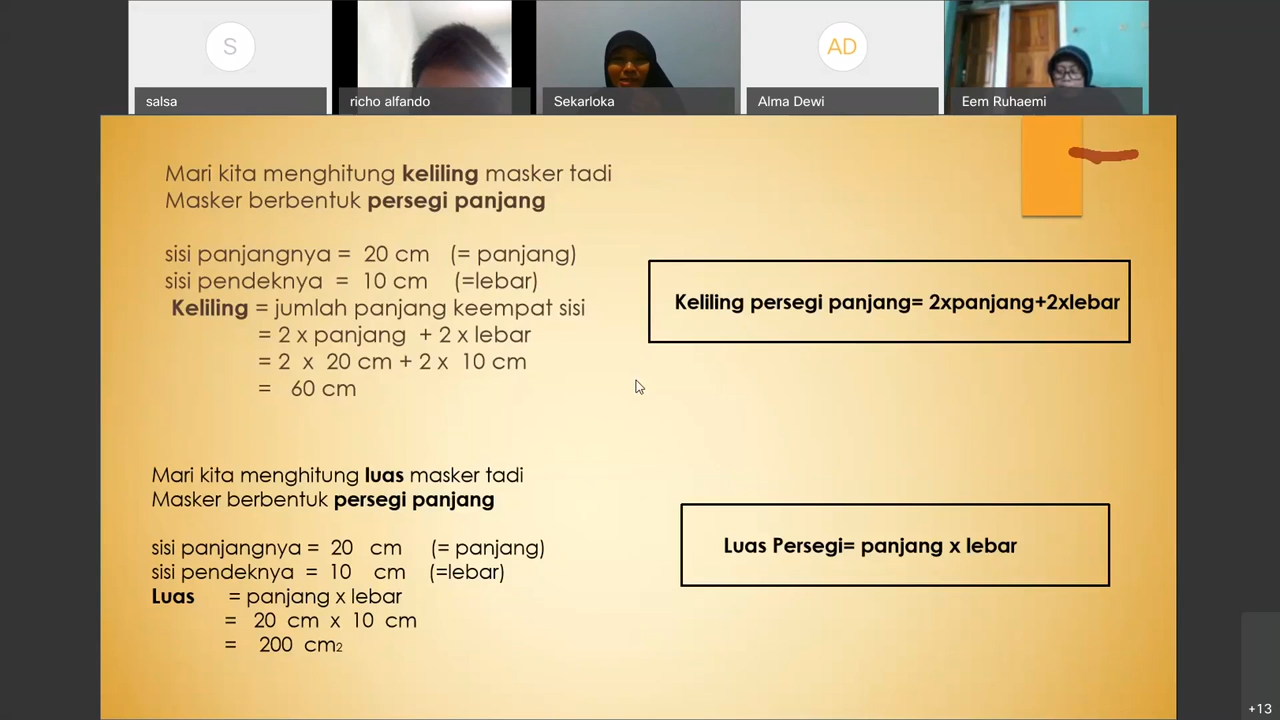 S
AD
salsa
richo alfando
Sekarloka
Alma Dewi
Eem Ruhaemi
Mari kita menghitung keliling masker tadi
Masker berbentuk persegi panjang
sisi panjangnya = 20 cm (= panjang)
sisi pendeknya = 10 cm (=lebar)
Keliling = jumlah panjang keempat sisi
= 2 x panjang + 2 x lebar
= 2 x 20 cm + 2 x 10 cm
= 60 cm
Keliling persegi panjang= 2xpanjang+2xlebar
Mari kita menghitung luas masker tadi
Masker berbentuk persegi panjang
sisi panjangnya = 20 cm (= panjang)
sisi pendeknya = 10 cm (=lebar)
Luas = panjang x lebar
= 20 cm x 10 cm
= 200 cm2
Luas Persegi= panjang x lebar
+13